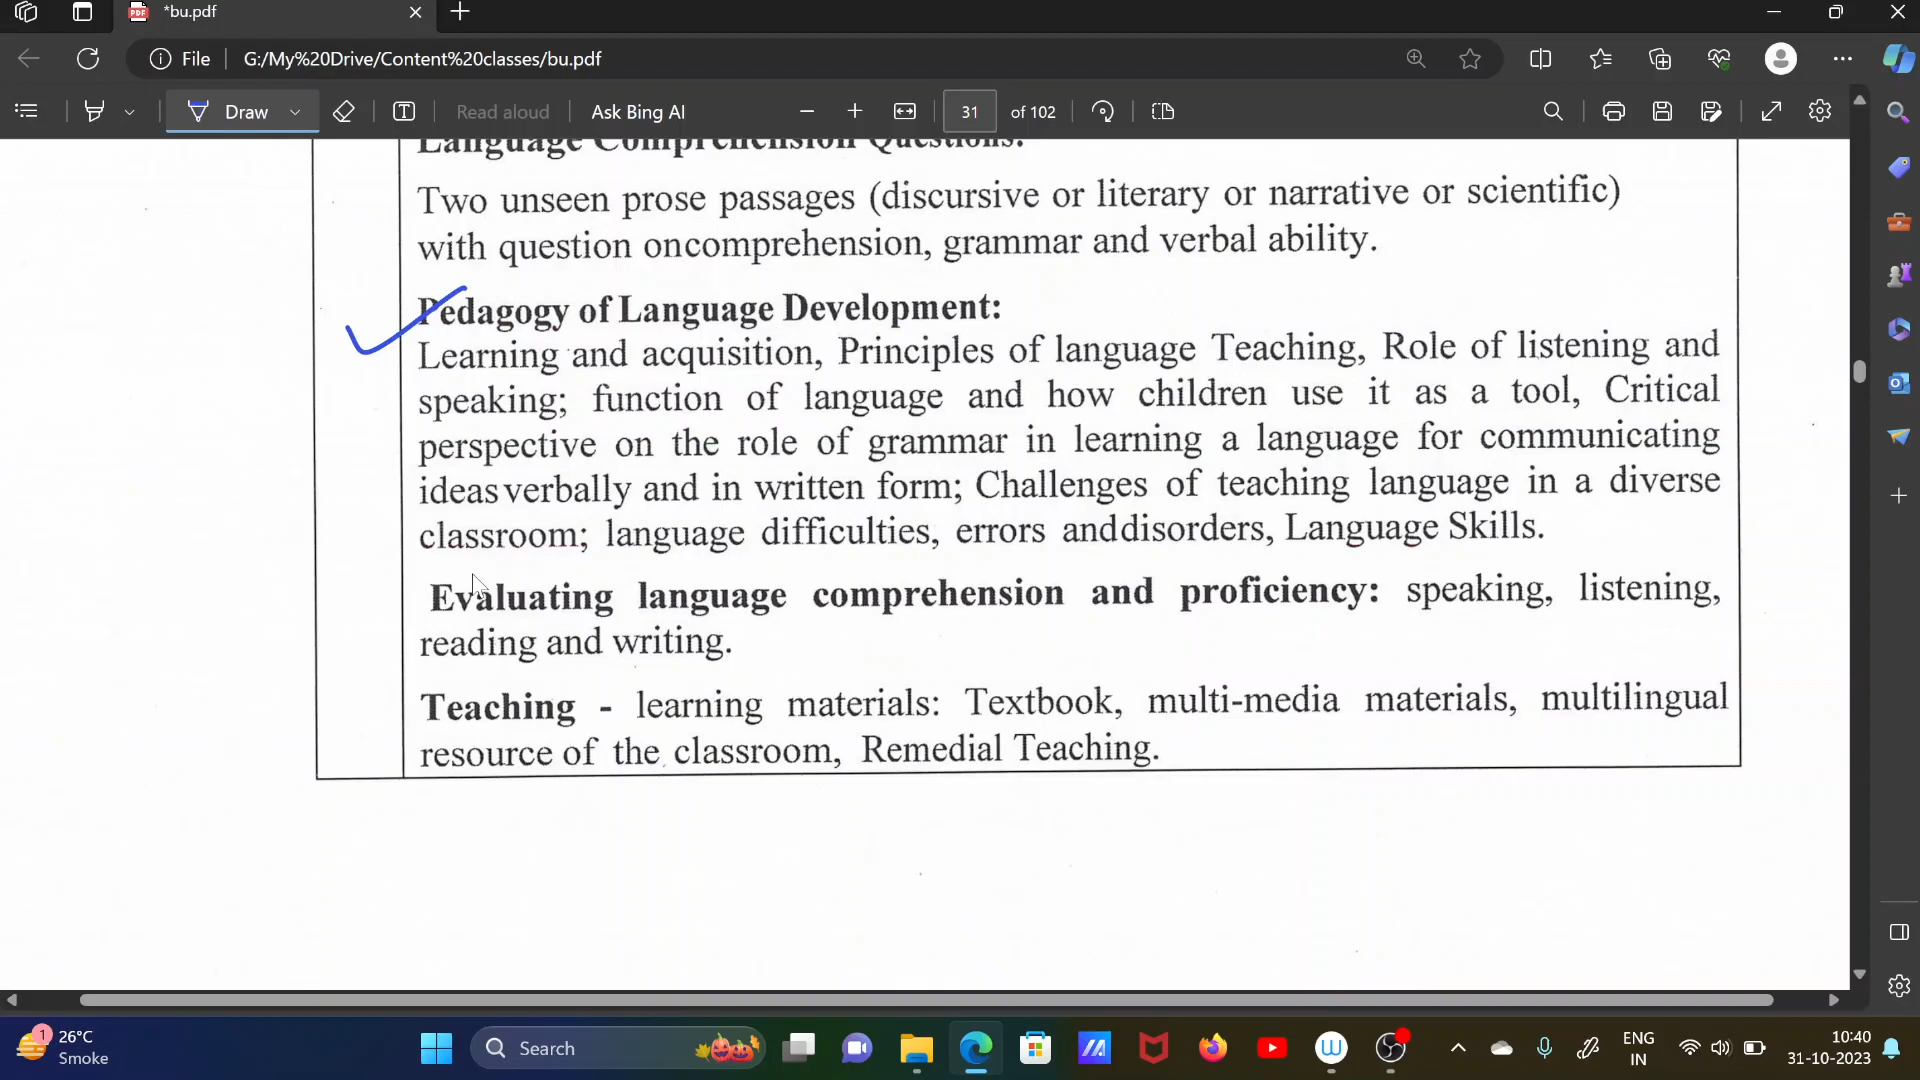 *bu.pdf
File
G:/My%20Drive/Content%20classes/bu.pdf
Draw
Read aloud
Ask Bing AI
31
of 102
Language Comprehension Questions:
Two unseen prose passages (discursive or literary or narrative or scientific)
with question oncomprehension, grammar and verbal ability.
Pedagogy of Language Development:
Learning and acquisition, Principles of language Teaching, Role of listening and
speaking; function of language and how children use it as a tool, Critical
perspective on the role of grammar in learning a language for communicating
ideas verbally and in written form; Challenges of teaching language in a diverse
classroom; language difficulties, errors anddisorders, Language Skills.
Evaluating language comprehension and proficiency: speaking, listening,
reading and writing.
Teaching - learning materials: Textbook, multi-media materials, multilingual
resource of the classroom, Remedial Teaching.
1
26°C
Smoke
Search
ENG
IN
10:40
31-10-2023